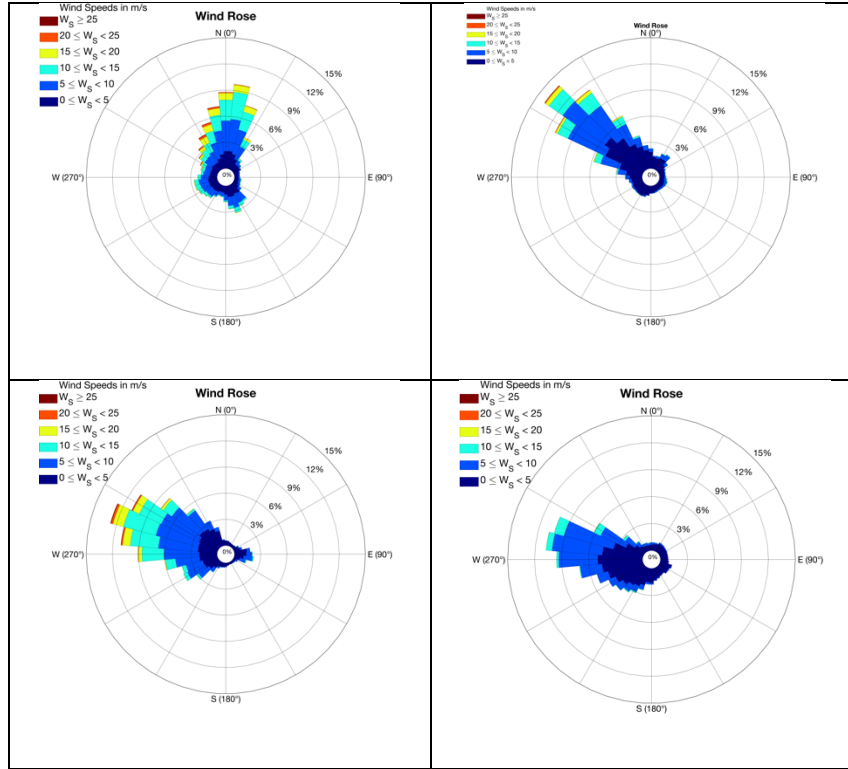 Wind Speeds in m/s
W_S ≥ 25
20 ≤ W_S < 25
15 ≤ W_S < 20
10 ≤ W_S < 15
5 ≤ W_S < 10
0 ≤ W_S < 5
Wind Rose
N (0°)
15%
12%
9%
6%
3%
0%
W (270°)
E (90°)
S (180°)
Wind Speeds in m/s
W_S ≥ 25
20 ≤ W_S < 25
15 ≤ W_S < 20
10 ≤ W_S < 15
5 ≤ W_S < 10
0 ≤ W_S < 5
Wind Rose
N (0°)
15%
12%
9%
6%
3%
0%
W (270°)
E (90°)
S (180°)
Wind Speeds in m/s
W_S ≥ 25
20 ≤ W_S < 25
15 ≤ W_S < 20
10 ≤ W_S < 15
5 ≤ W_S < 10
0 ≤ W_S < 5
Wind Rose
N (0°)
15%
12%
9%
6%
3%
0%
W (270°)
E (90°)
S (180°)
Wind Speeds in m/s
W_S ≥ 25
20 ≤ W_S < 25
15 ≤ W_S < 20
10 ≤ W_S < 15
5 ≤ W_S < 10
0 ≤ W_S < 5
Wind Rose
N (0°)
15%
12%
9%
6%
3%
0%
W (270°)
E (90°)
S (180°)